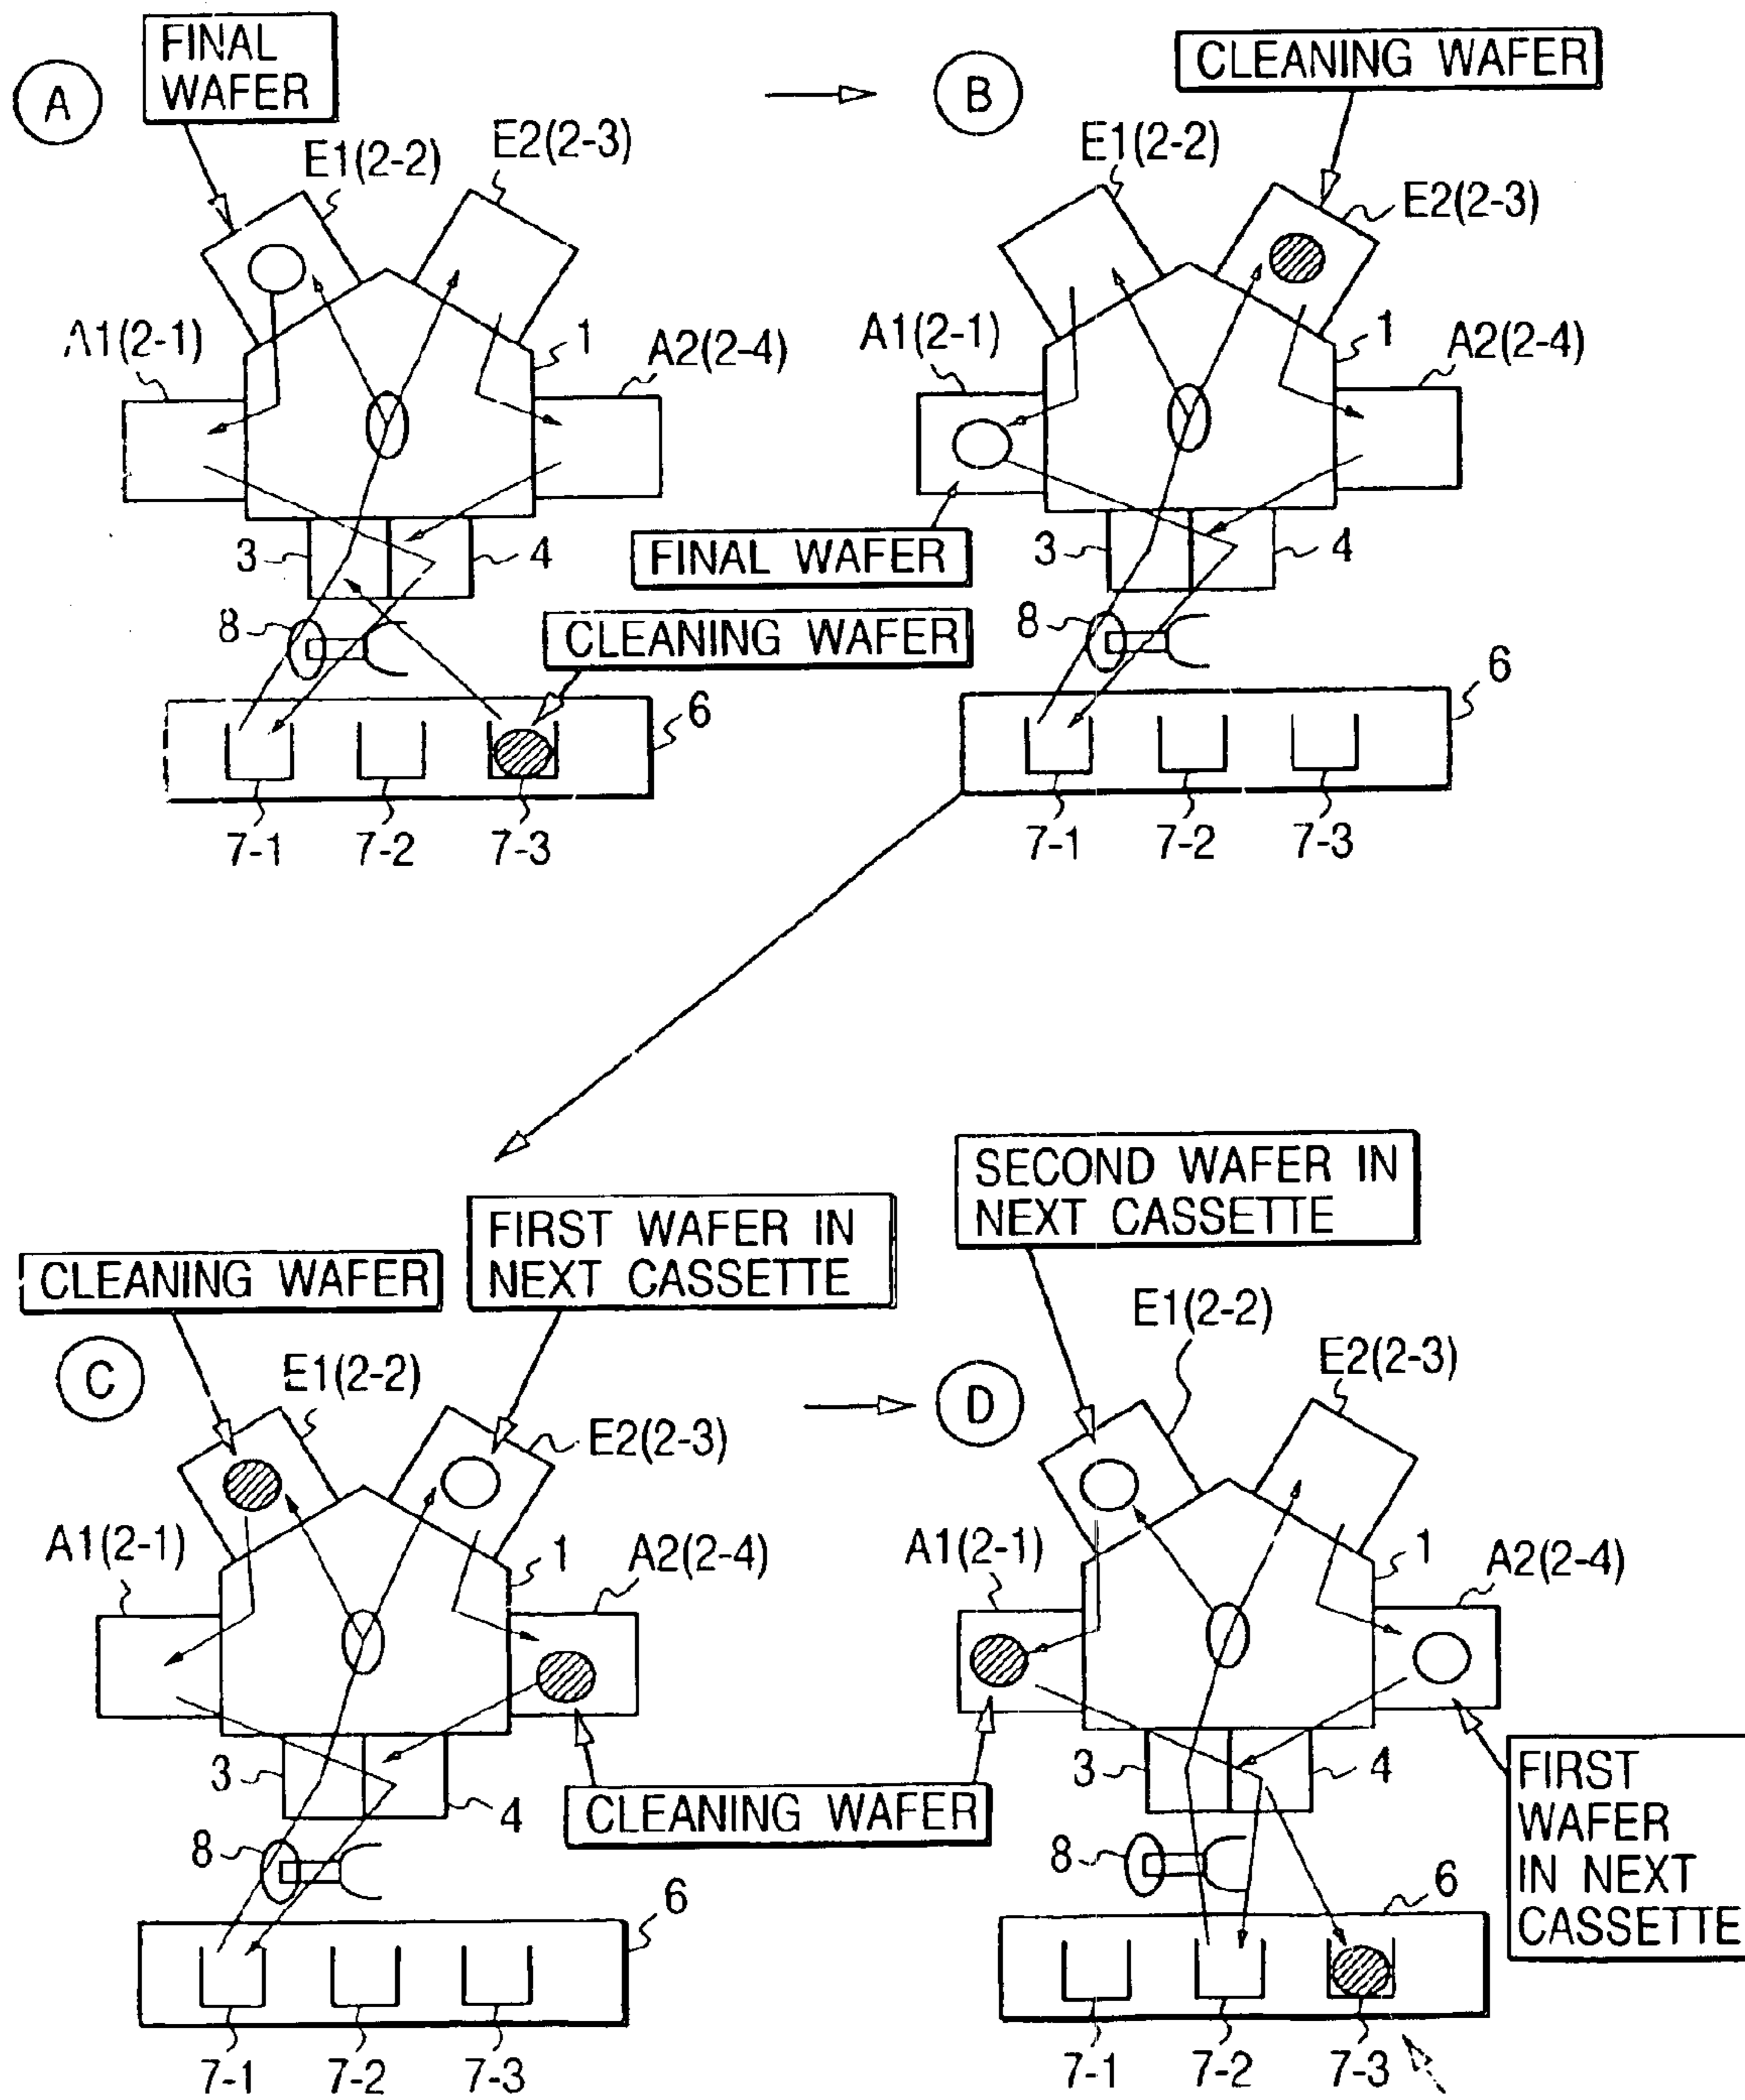 A
FINAL
WAFER
E1(2-2)
E2(2-3)
A1(2-1)
1
A2(2-4)
3
4
8
CLEANING WAFER
6
7-1
7-2
7-3
B
CLEANING WAFER
E1(2-2)
E2(2-3)
A1(2-1)
1
A2(2-4)
FINAL WAFER
3
4
8
6
7-1
7-2
7-3
C
CLEANING WAFER
FIRST WAFER IN
NEXT CASSETTE
E1(2-2)
E2(2-3)
A1(2-1)
1
A2(2-4)
3
4
CLEANING WAFER
8
6
7-1
7-2
7-3
D
SECOND WAFER IN
NEXT CASSETTE
E1(2-2)
E2(2-3)
A1(2-1)
1
A2(2-4)
3
4
FIRST
WAFER
IN NEXT
CASSETTE
8
6
7-1
7-2
7-3